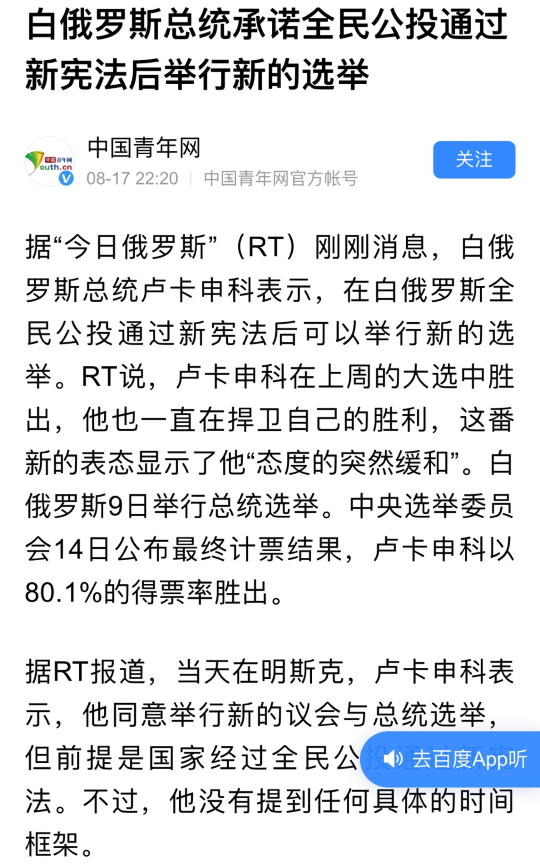 白俄罗斯总统承诺全民公投通过
新宪法后举行新的选举
中国青年网
08-17 22:20
中国青年网官方帐号
关注
中国青年网
outh.cn
据“今日俄罗斯”（RT）刚刚消息，白俄
罗斯总统卢卡申科表示，在白俄罗斯全
民公投通过新宪法后可以举行新的选
举。RT说，卢卡申科在上周的大选中胜
出，他也一直在捍卫自己的胜利，这番
新的表态显示了他“态度的突然缓和”。白
俄罗斯9日举行总统选举。中央选举委员
会14日公布最终计票结果，卢卡申科以
80.1%的得票率胜出。
据RT报道，当天在明斯克，卢卡申科表
示，他同意举行新的议会与总统选举，
但前提是国家经过全民公
去百度App听
法。不过，他没有提到任何具体的时间
框架。